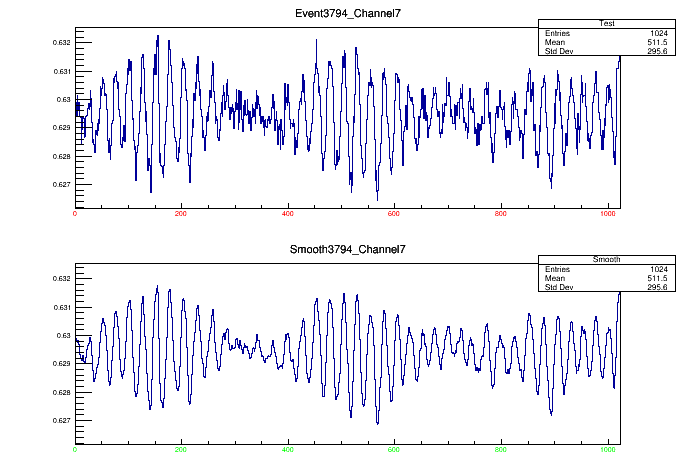 Event3794_Channel7
Test
Entries 1024
Mean 511.5
Std Dev 295.6
0.632
0.631
0.63
0.629
0.628
0.627
0 200 400 600 800 1000
Smooth3794_Channel7
Smooth
Entries 1024
Mean 511.5
Std Dev 295.6
0.632
0.631
0.63
0.629
0.628
0.627
0 200 400 600 800 1000